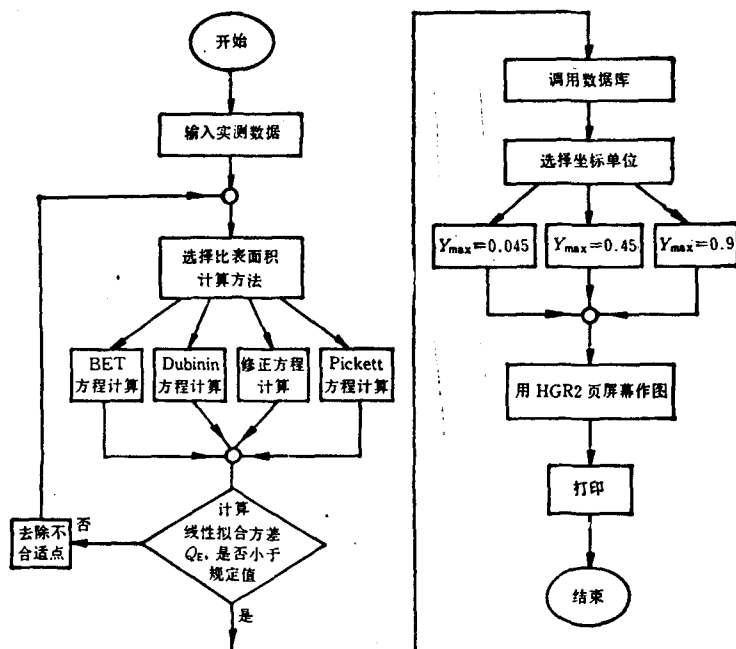 开始
输入实测数据
选择比表面积
计算方法
BET
方程计算
Dubinin
方程计算
修正方程
计算
Pickett
方程计算
计算
线性拟合方差
Q_E，是否小于
规定值
否
去除不
合适点
是
调用数据库
选择坐标单位
Y_max=0.045
Y_max=0.45
Y_max=0.9
用 HGR2 页屏幕作图
打印
结束